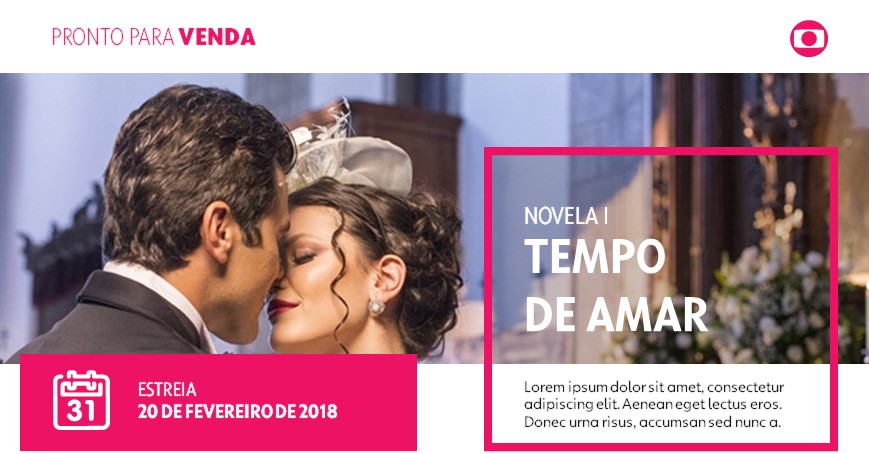 PRONTO PARA VENDA
NOVELA I
TEMPO
DE AMAR
31
ESTREIA
20 DE FEVEREIRO DE 2018
Lorem ipsum dolor sit amet, consectetur
adipiscing elit. Aenean eget lectus eros.
Donec urna risus, accumsan sed nunc a.